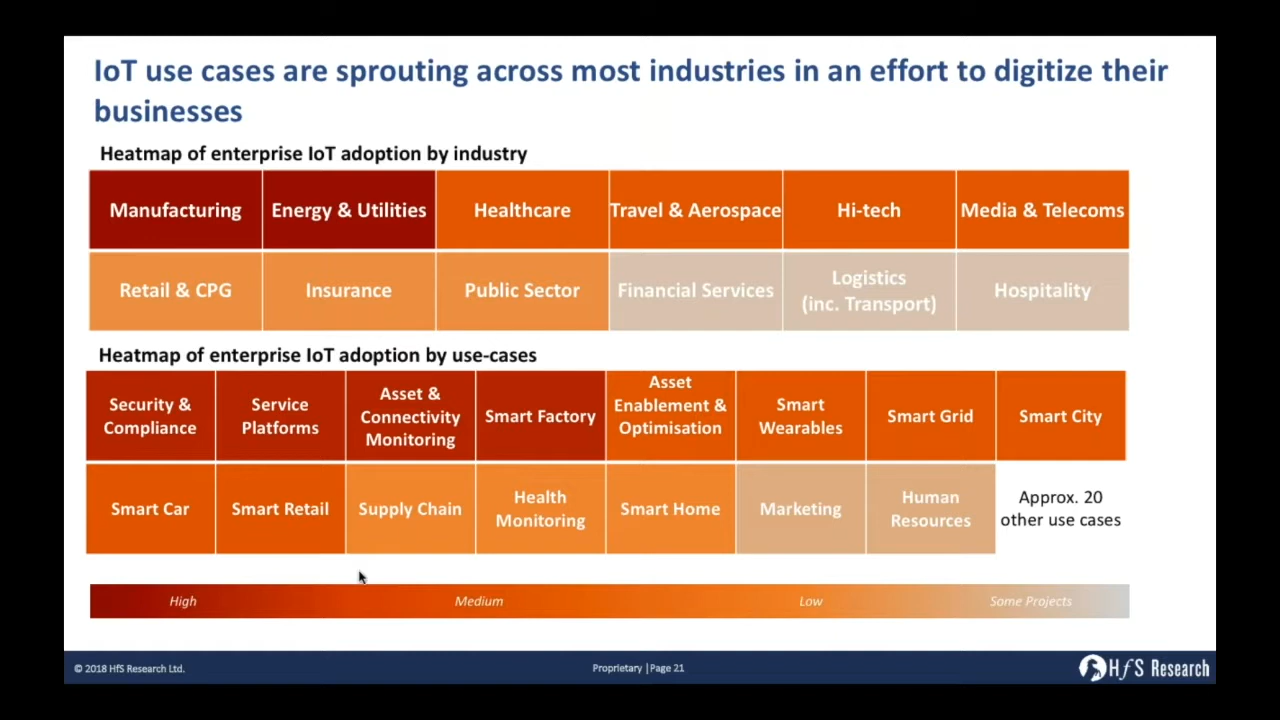 IoT use cases are sprouting across most industries in an effort to digitize their
businesses
Heatmap of enterprise IoT adoption by industry
Manufacturing
Energy & Utilities
Healthcare
Travel & Aerospace
Hi-tech
Media & Telecoms
Retail & CPG
Insurance
Public Sector
Financial Services
Logistics
(inc. Transport)
Hospitality
Heatmap of enterprise IoT adoption by use-cases
Security &
Compliance
Service
Platforms
Asset &
Connectivity
Monitoring
Smart Factory
Asset
Enablement &
Optimisation
Smart
Wearables
Smart Grid
Smart City
Smart Car
Smart Retail
Supply Chain
Health
Monitoring
Smart Home
Marketing
Human
Resources
Approx. 20
other use cases
High
Medium
Low
Some Projects
© 2018 HfS Research Ltd.
Proprietary | Page 21
HfS Research